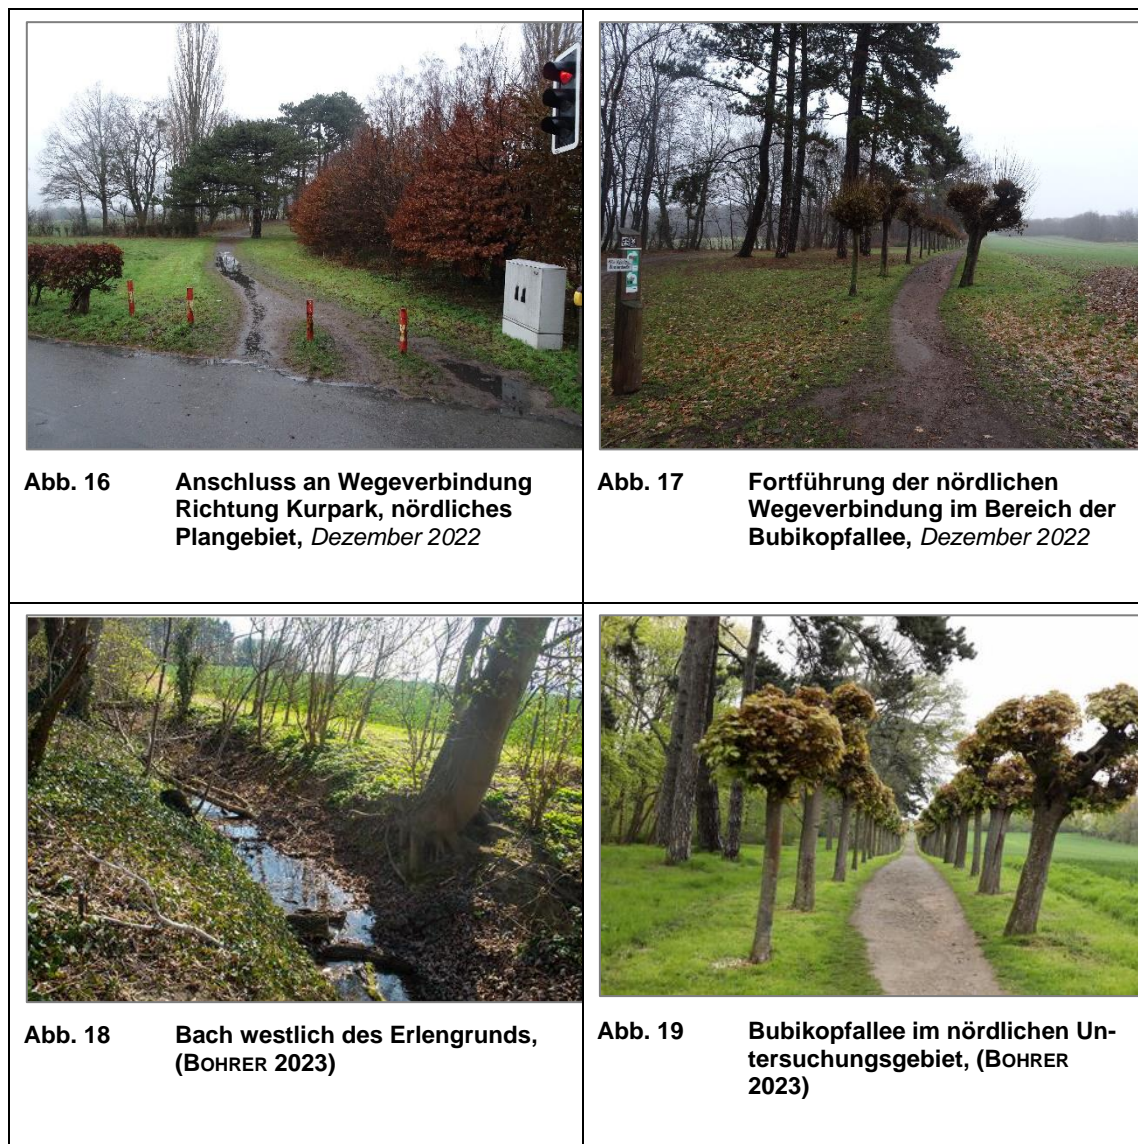 Abb. 16 Anschluss an Wegeverbindung
Richtung Kurpark, nördliches
Plangebiet, Dezember 2022
Abb. 17 Fortführung der nördlichen
Wegeverbindung im Bereich der
Bubikopfallee, Dezember 2022
Abb. 18 Bach westlich des Erlengrunds,
(BOHRER 2023)
Abb. 19 Bubikopfallee im nördlichen Un-
tersuchungsgebiet, (BOHRER
2023)